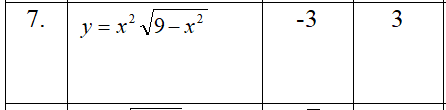 7. y = x² √9 − x² -3 3